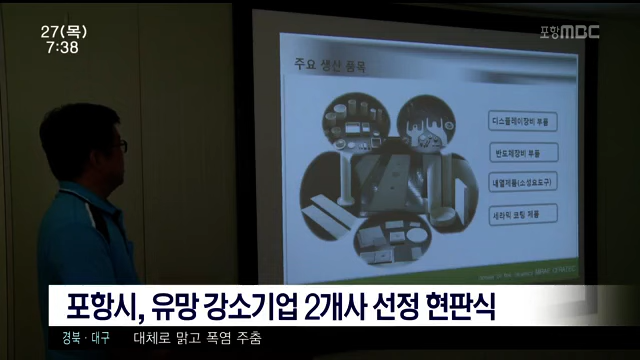 27(목)
7:38
포항MBC
주요 생산 품목
디스플레이장비 부품
반도체장비 부품
내열제품(소성요도구)
세라믹 코팅 제품
포항시, 유망 강소기업 2개사 선정 현판식
경북·대구 대체로 맑고 폭염 주춤